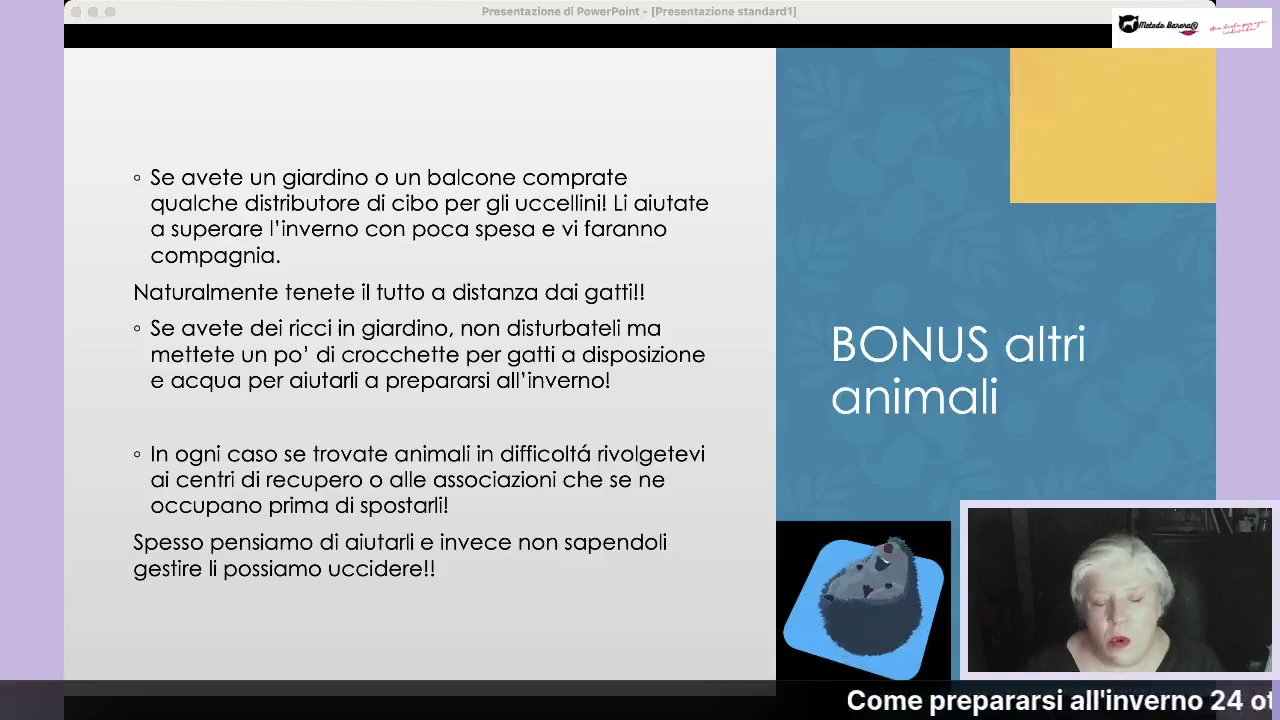 Presentazione di PowerPoint - [Presentazione standard1]
Metodo Barera®
◦ Se avete un giardino o un balcone comprate
qualche distributore di cibo per gli uccellini! Li aiutate
a superare l’inverno con poca spesa e vi faranno
compagnia.
Naturalmente tenete il tutto a distanza dai gatti!!
◦ Se avete dei ricci in giardino, non disturbateli ma
mettete un po’ di crocchette per gatti a disposizione
e acqua per aiutarli a prepararsi all’inverno!
◦ In ogni caso se trovate animali in difficoltá rivolgetevi
ai centri di recupero o alle associazioni che se ne
occupano prima di spostarli!
Spesso pensiamo di aiutarli e invece non sapendoli
gestire li possiamo uccidere!!
BONUS altri
animali
Come prepararsi all'inverno 24 ot